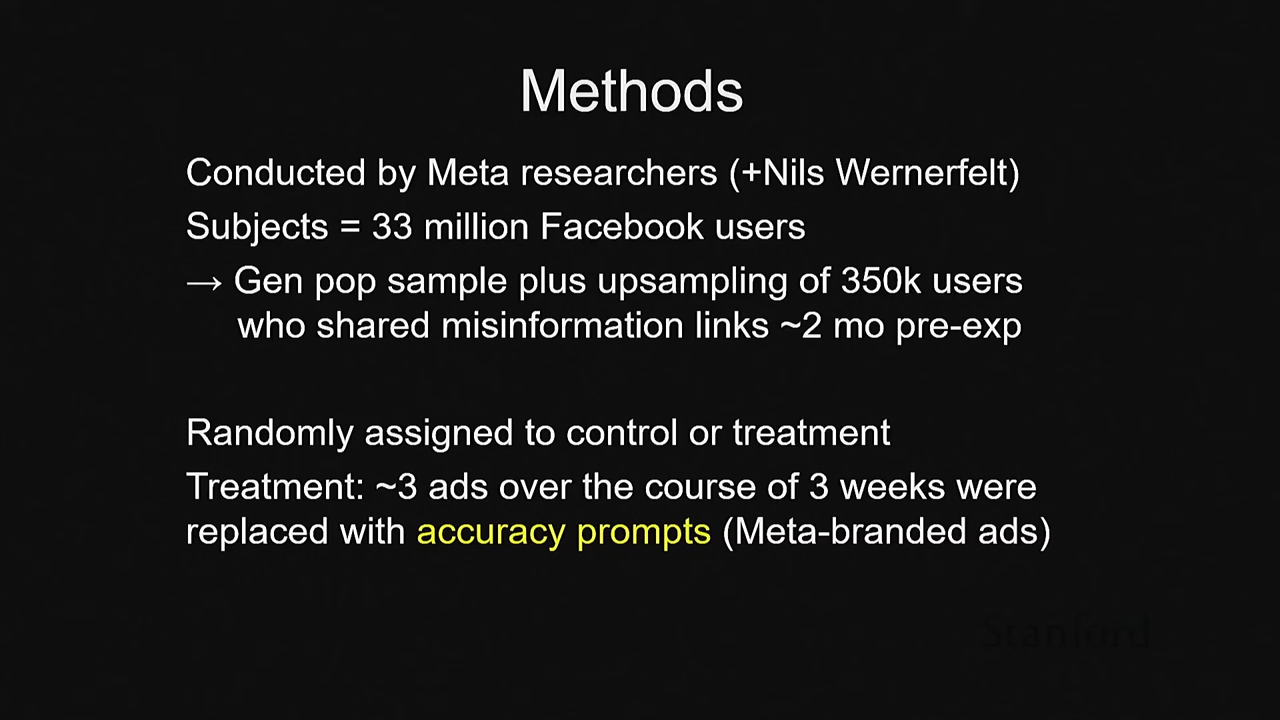 Methods
Conducted by Meta researchers (+Nils Wernerfelt)
Subjects = 33 million Facebook users
→ Gen pop sample plus upsampling of 350k users
who shared misinformation links ~2 mo pre-exp
Randomly assigned to control or treatment
Treatment: ~3 ads over the course of 3 weeks were
replaced with accuracy prompts (Meta-branded ads)
Stanford